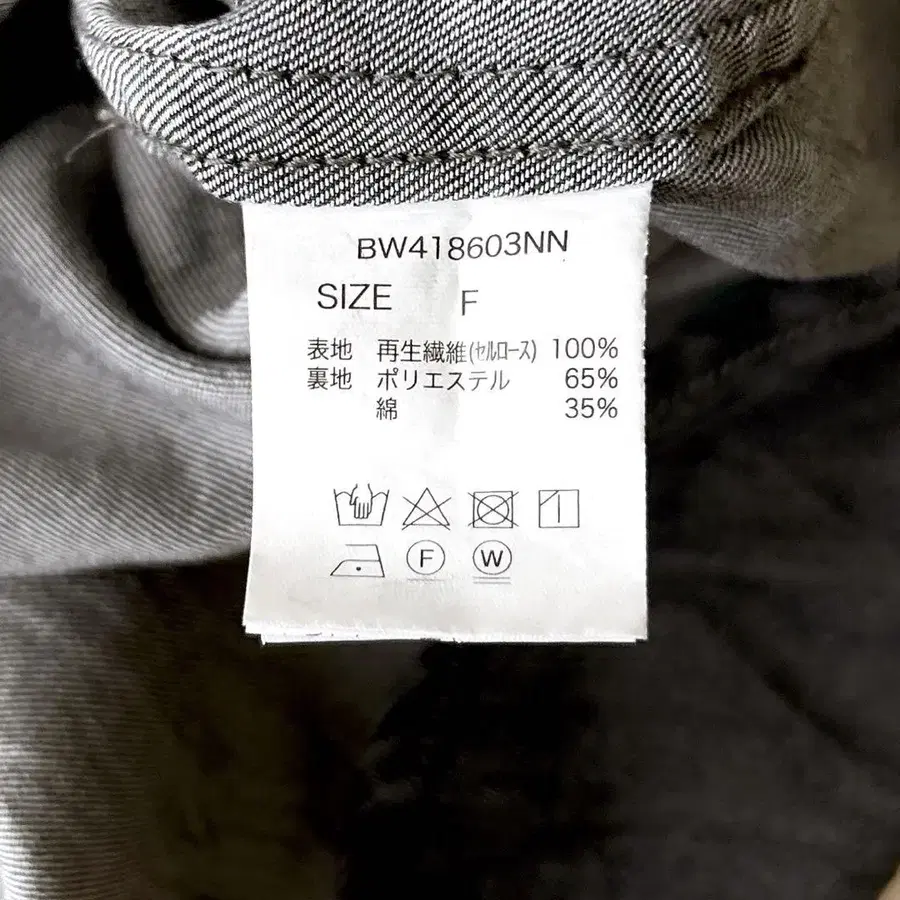 BW418603NN
SIZE F
表地 再生繊維(ｾﾙﾛｰｽ) 100%
裏地 ポリエステル 65%
綿 35%
F W